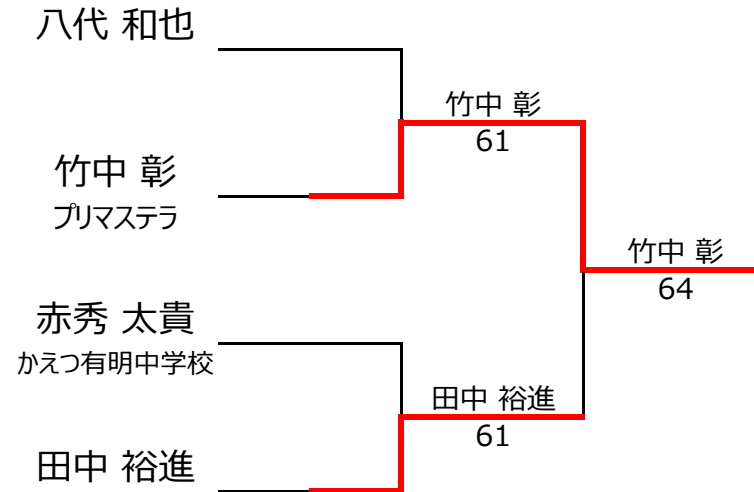 八代 和也
竹中 彰
61
竹中 彰
プリマステラ
竹中 彰
64
赤秀 太貴
かえつ有明中学校
田中 裕進
61
田中 裕進